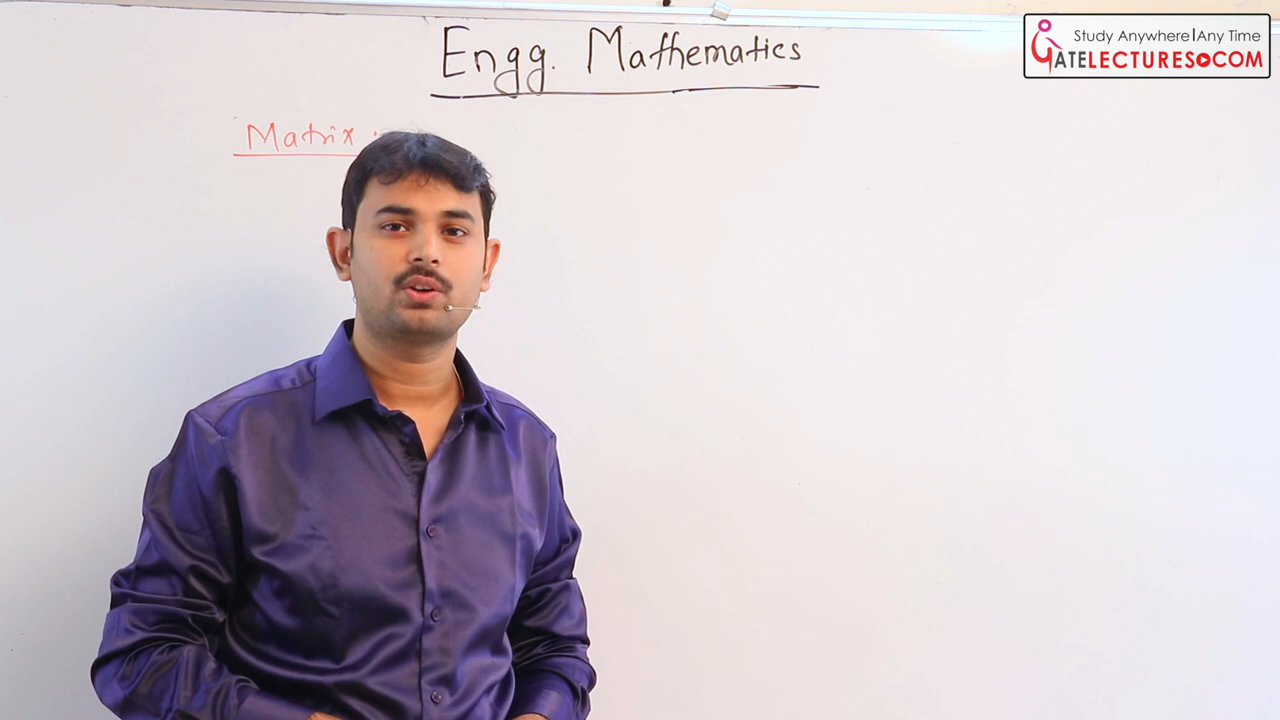 Engg. Mathematics
Study Anywhere|Any Time
GATELECTURES.COM
Matrix :